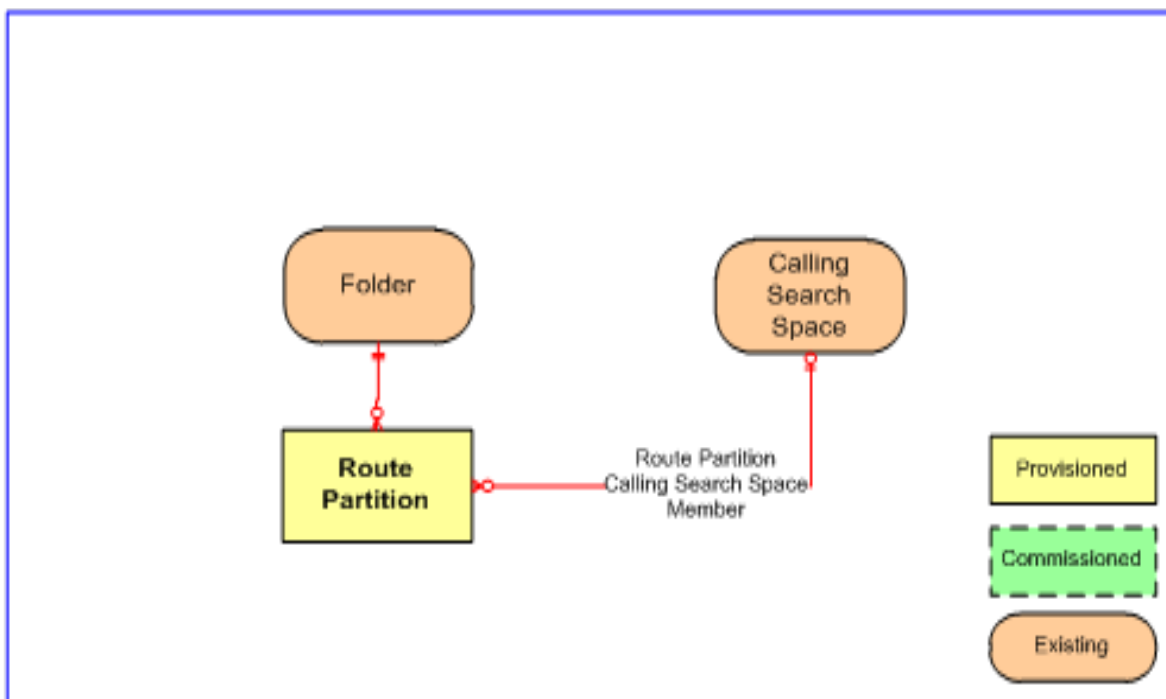 Folder
Calling
Search
Space
Route
Partition
Route Partition
Calling Search Space
Member
Provisioned
Commissioned
Existing